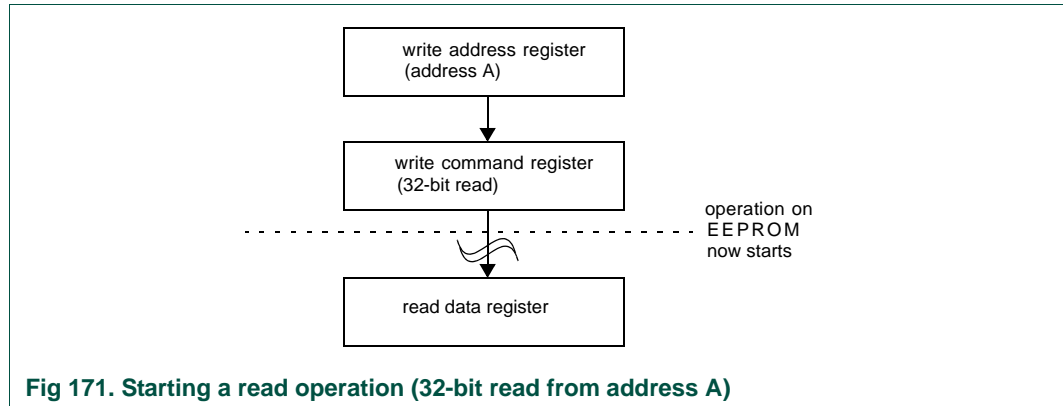 write address register
(address A)
write command register
(32-bit read)
operation on
EEPROM
now starts
read data register
Fig 171. Starting a read operation (32-bit read from address A)